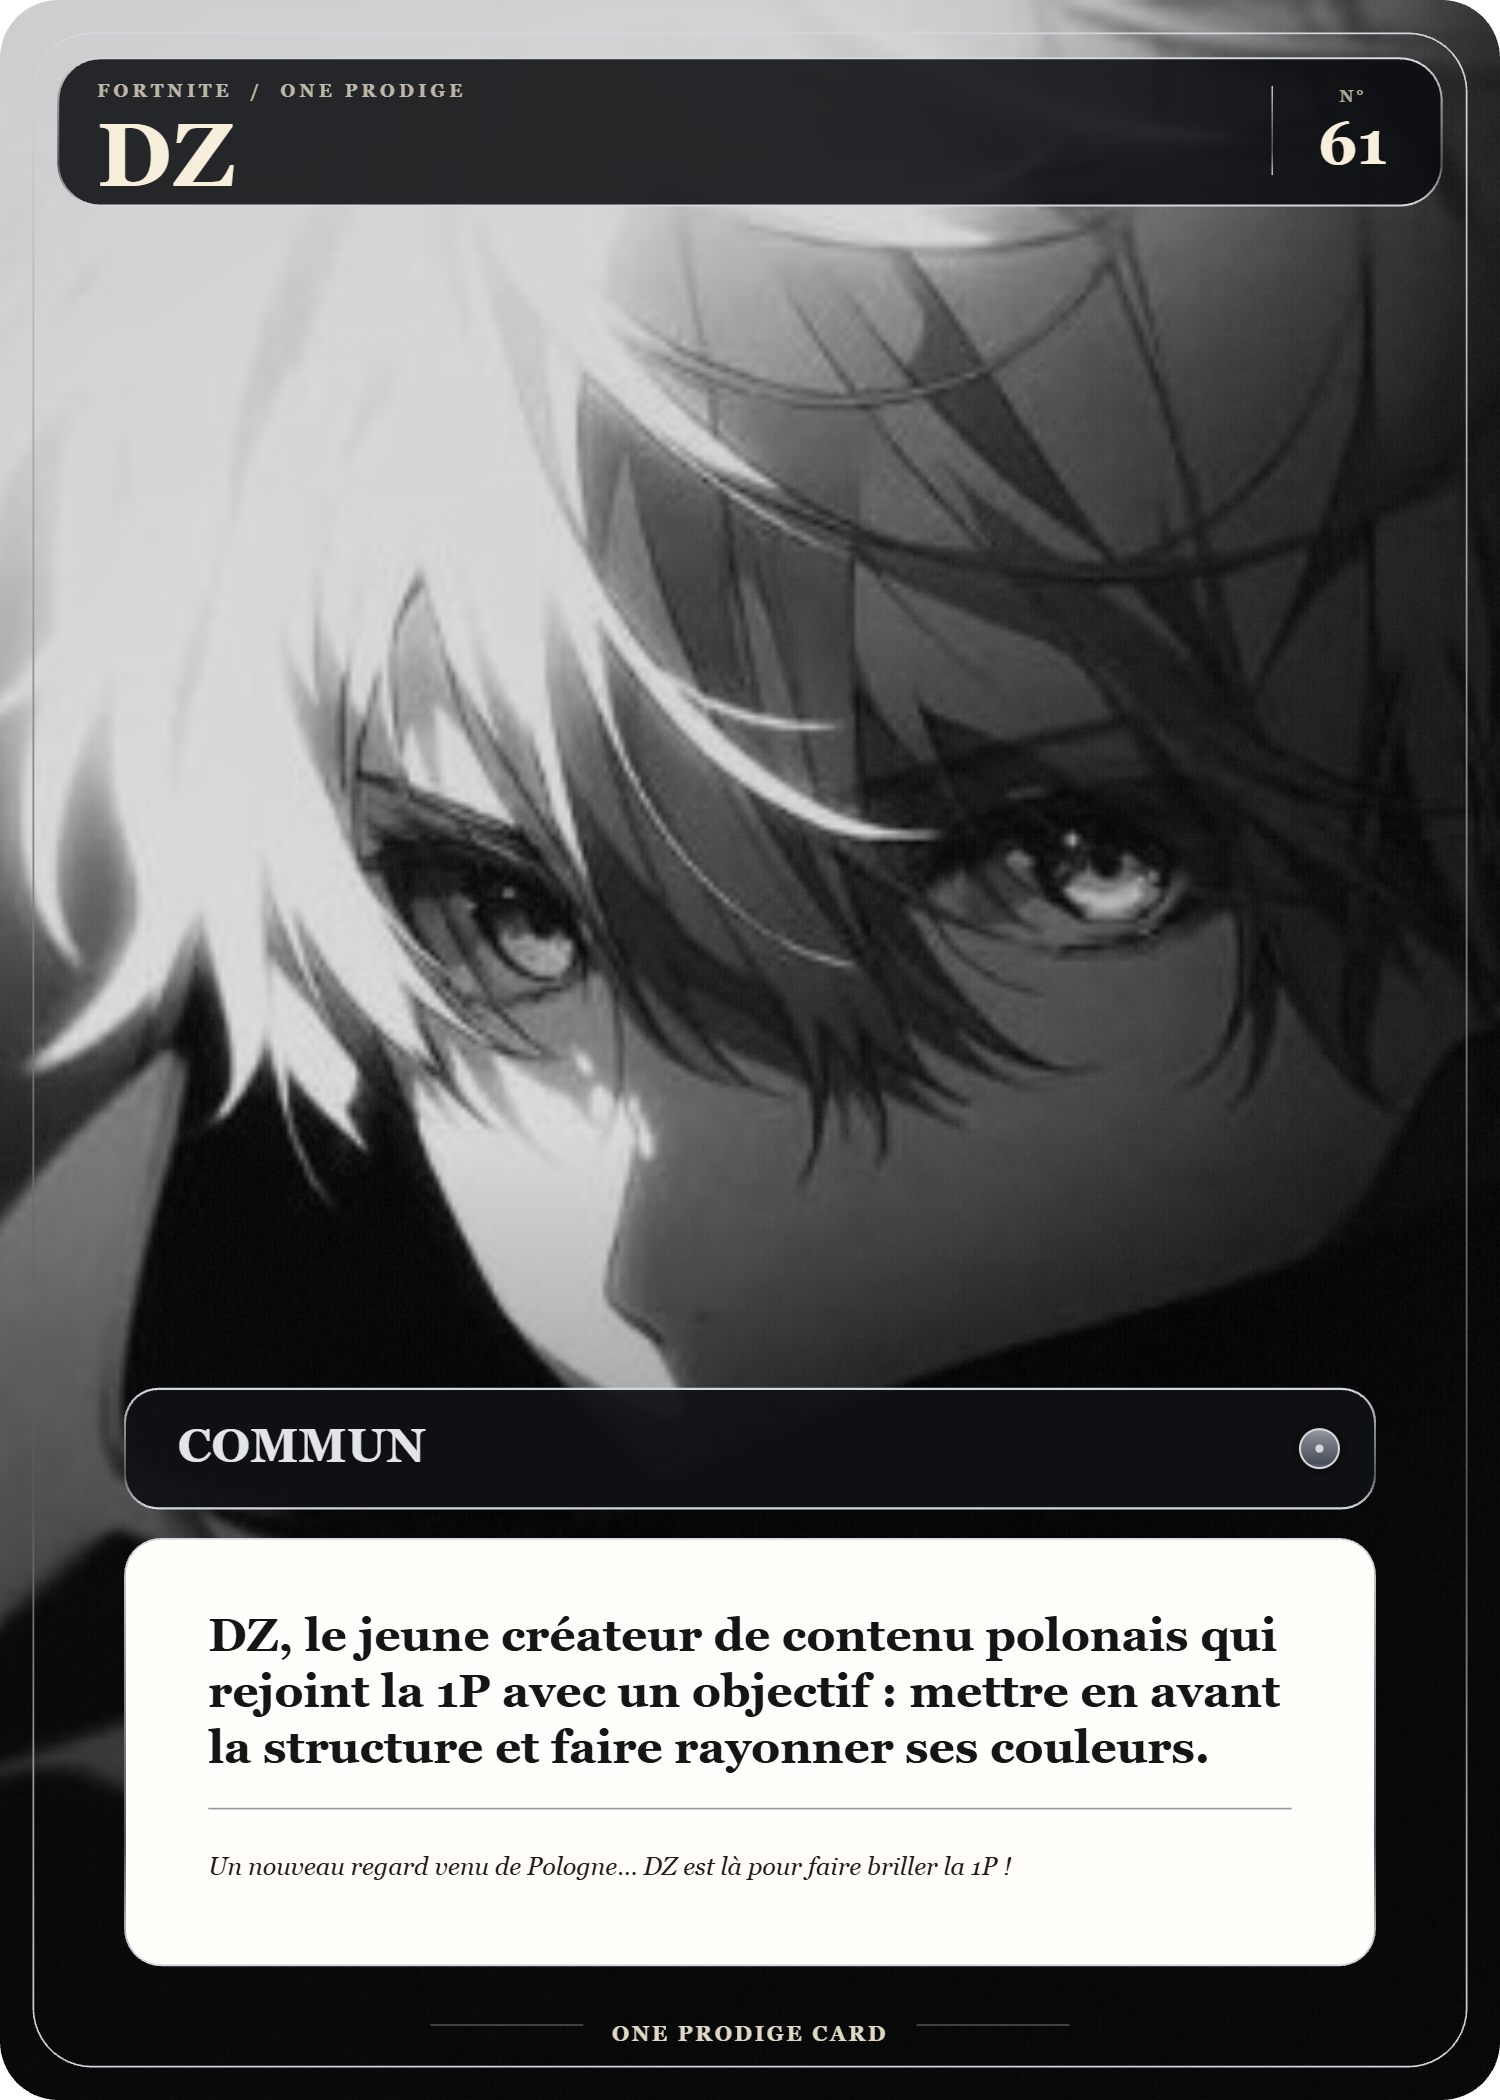 FORTNITE / ONE PRODIGE
DZ
N°
61
COMMUN
DZ, le jeune créateur de contenu polonais qui
rejoint la 1P avec un objectif : mettre en avant
la structure et faire rayonner ses couleurs.
Un nouveau regard venu de Pologne... DZ est là pour faire briller la 1P !
ONE PRODIGE CARD